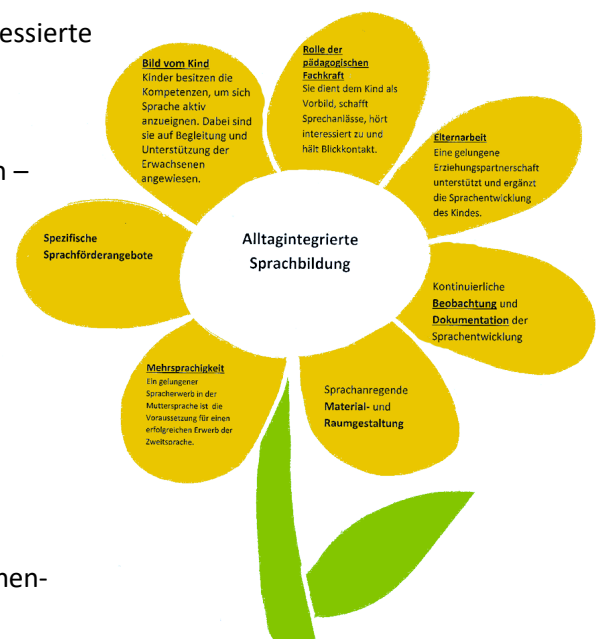 essierte
n –
nen-
Bild vom Kind
Kinder besitzen die
Kompetenzen, um sich
Sprache aktiv
anzueignen. Dabei sind
sie auf Begleitung und
Unterstützung der
Erwachsenen
angewiesen.
Rolle der
pädagogischen
Fachkraft
Sie dient dem Kind als
Vorbild, schafft
Sprechanlässe, hört
interessiert zu und
hält Blickkontakt.
Elternarbeit
Eine gelungene
Erziehungspartnerschaft
unterstützt und ergänzt
die Sprachentwicklung
des Kindes.
Spezifische
Sprachförderangebote
Alltagintegrierte
Sprachbildung
Kontinuierliche
Beobachtung und
Dokumentation der
Sprachentwicklung
Mehrsprachigkeit
Ein gelungener
Spracherwerb in der
Muttersprache ist die
Voraussetzung für einen
erfolgreichen Erwerb der
Zweitsprache.
Sprachanregende
Material- und
Raumgestaltung